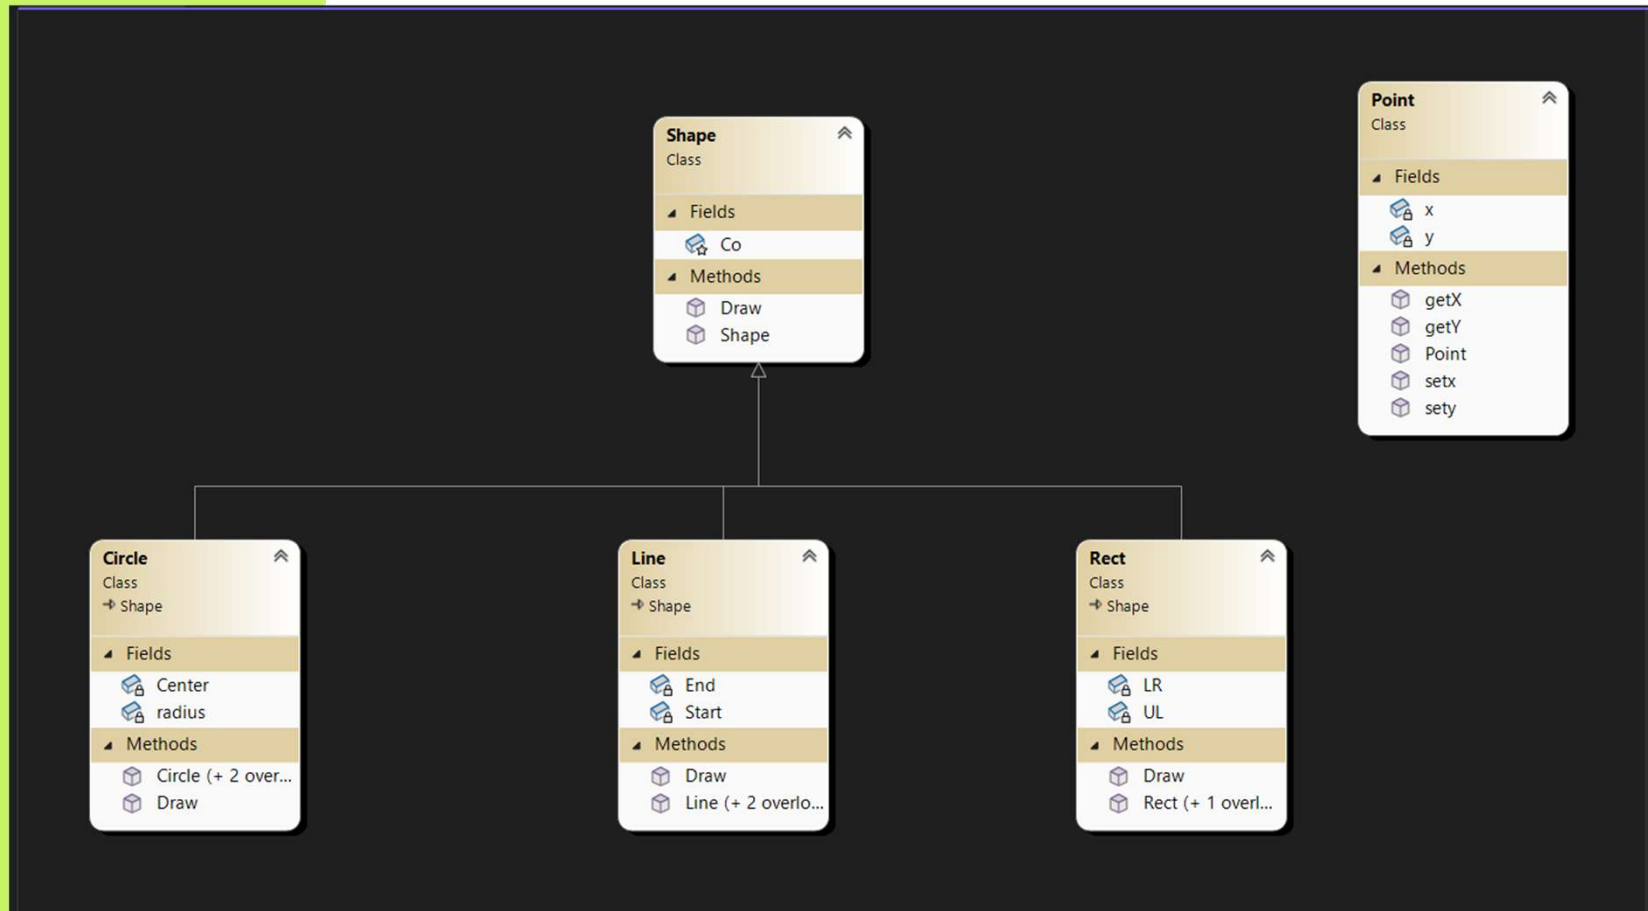 Shape
Class
Fields
Co
Methods
Draw
Shape
Point
Class
Fields
x
y
Methods
getX
getY
Point
setx
sety
Circle
Class
Shape
Fields
Center
radius
Methods
Circle (+ 2 over...
Draw
Line
Class
Shape
Fields
End
Start
Methods
Draw
Line (+ 2 overlo...
Rect
Class
Shape
Fields
LR
UL
Methods
Draw
Rect (+ 1 overl...